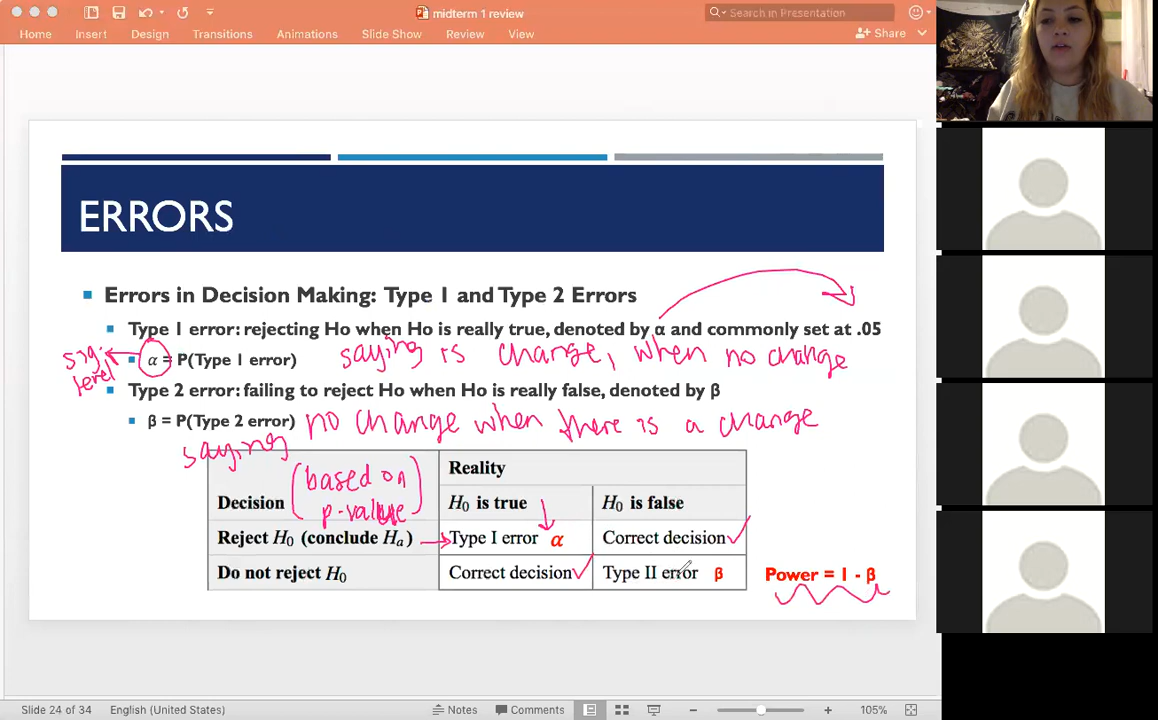 midterm 1 review
Search in Presentation
Home Insert Design Transitions Animations Slide Show Review View
Share
ERRORS
Errors in Decision Making: Type 1 and Type 2 Errors
Type 1 error: rejecting Ho when Ho is really true, denoted by α and commonly set at .05
sig. level
α = P(Type 1 error)
saying is change, when no change
Type 2 error: failing to reject Ho when Ho is really false, denoted by β
β = P(Type 2 error)
saying no change when there is a change
Reality
Decision (based on p-value)
H0 is true
H0 is false
Reject H0 (conclude Ha)
Type I error α
Correct decision
Do not reject H0
Correct decision
Type II error β
Power = 1 - β
Slide 24 of 34 English (United States) Notes Comments 105%